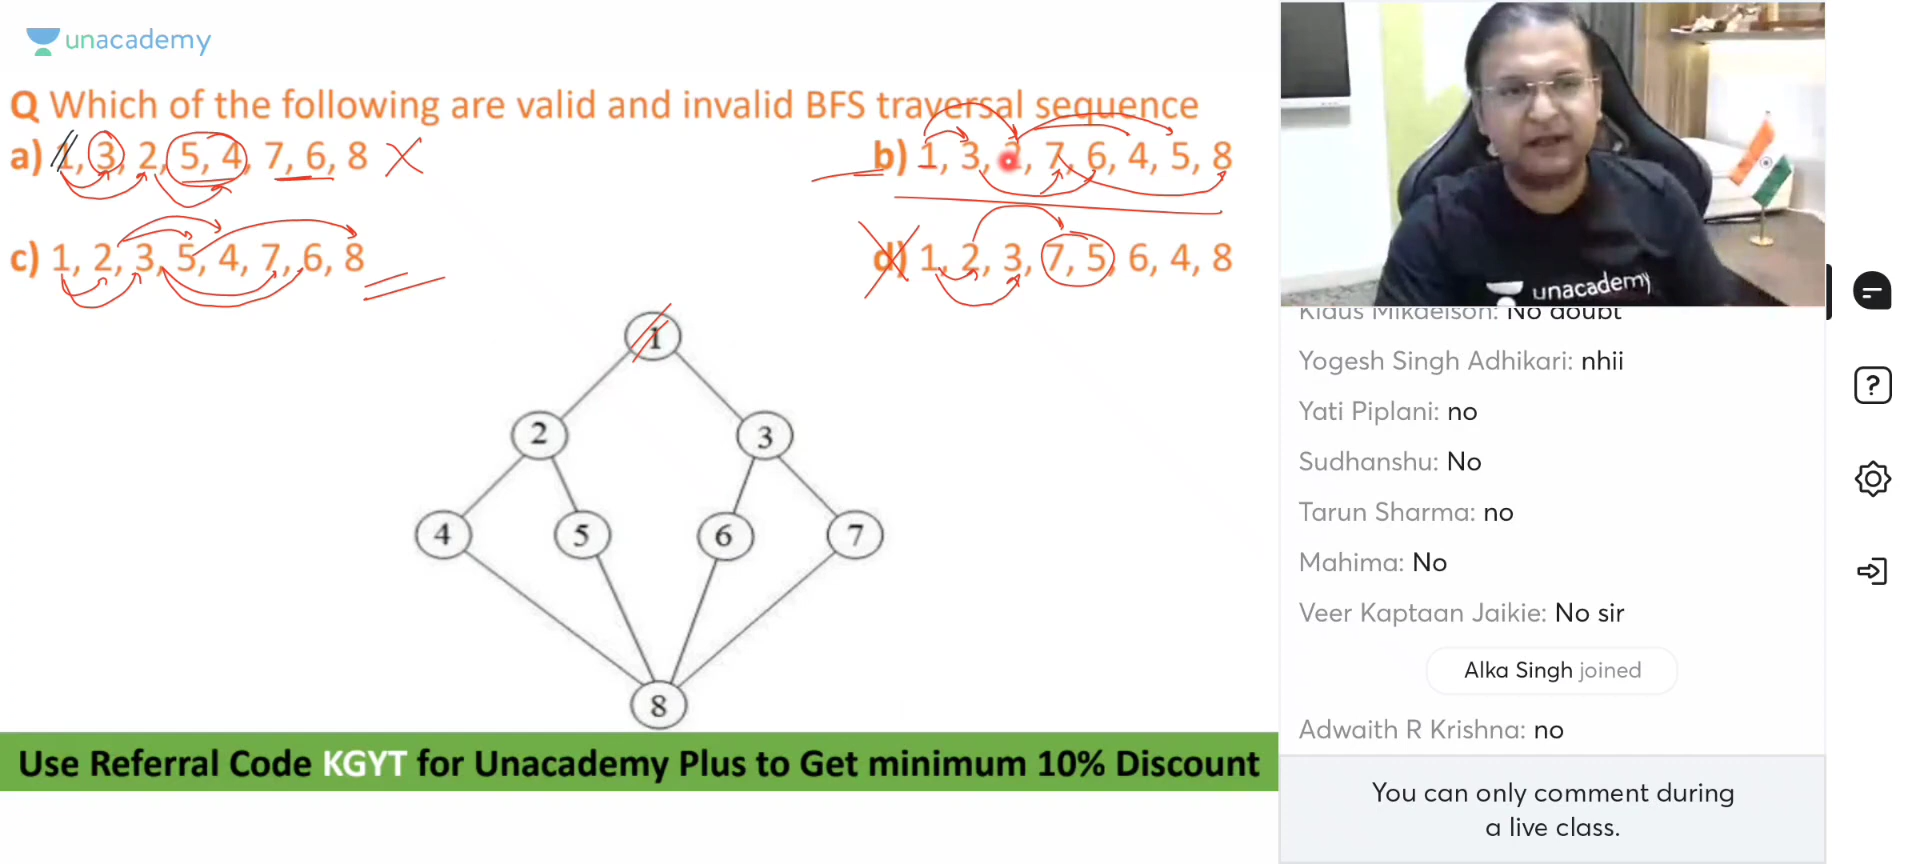 unacademy
Q Which of the following are valid and invalid BFS traversal sequence
a) 1, 3, 2, 5, 4, 7, 6, 8
b) 1, 3, 2, 7, 6, 4, 5, 8
c) 1, 2, 3, 5, 4, 7, 6, 8
d) 1, 2, 3, 7, 5, 6, 4, 8
1
2
3
4
5
6
7
8
Use Referral Code KGYT for Unacademy Plus to Get minimum 10% Discount
unacademy
Klaus Mikaelson: No doubt
Yogesh Singh Adhikari: nhii
Yati Piplani: no
Sudhanshu: No
Tarun Sharma: no
Mahima: No
Veer Kaptaan Jaikie: No sir
Alka Singh joined
Adwaith R Krishna: no
You can only comment during
a live class.
?